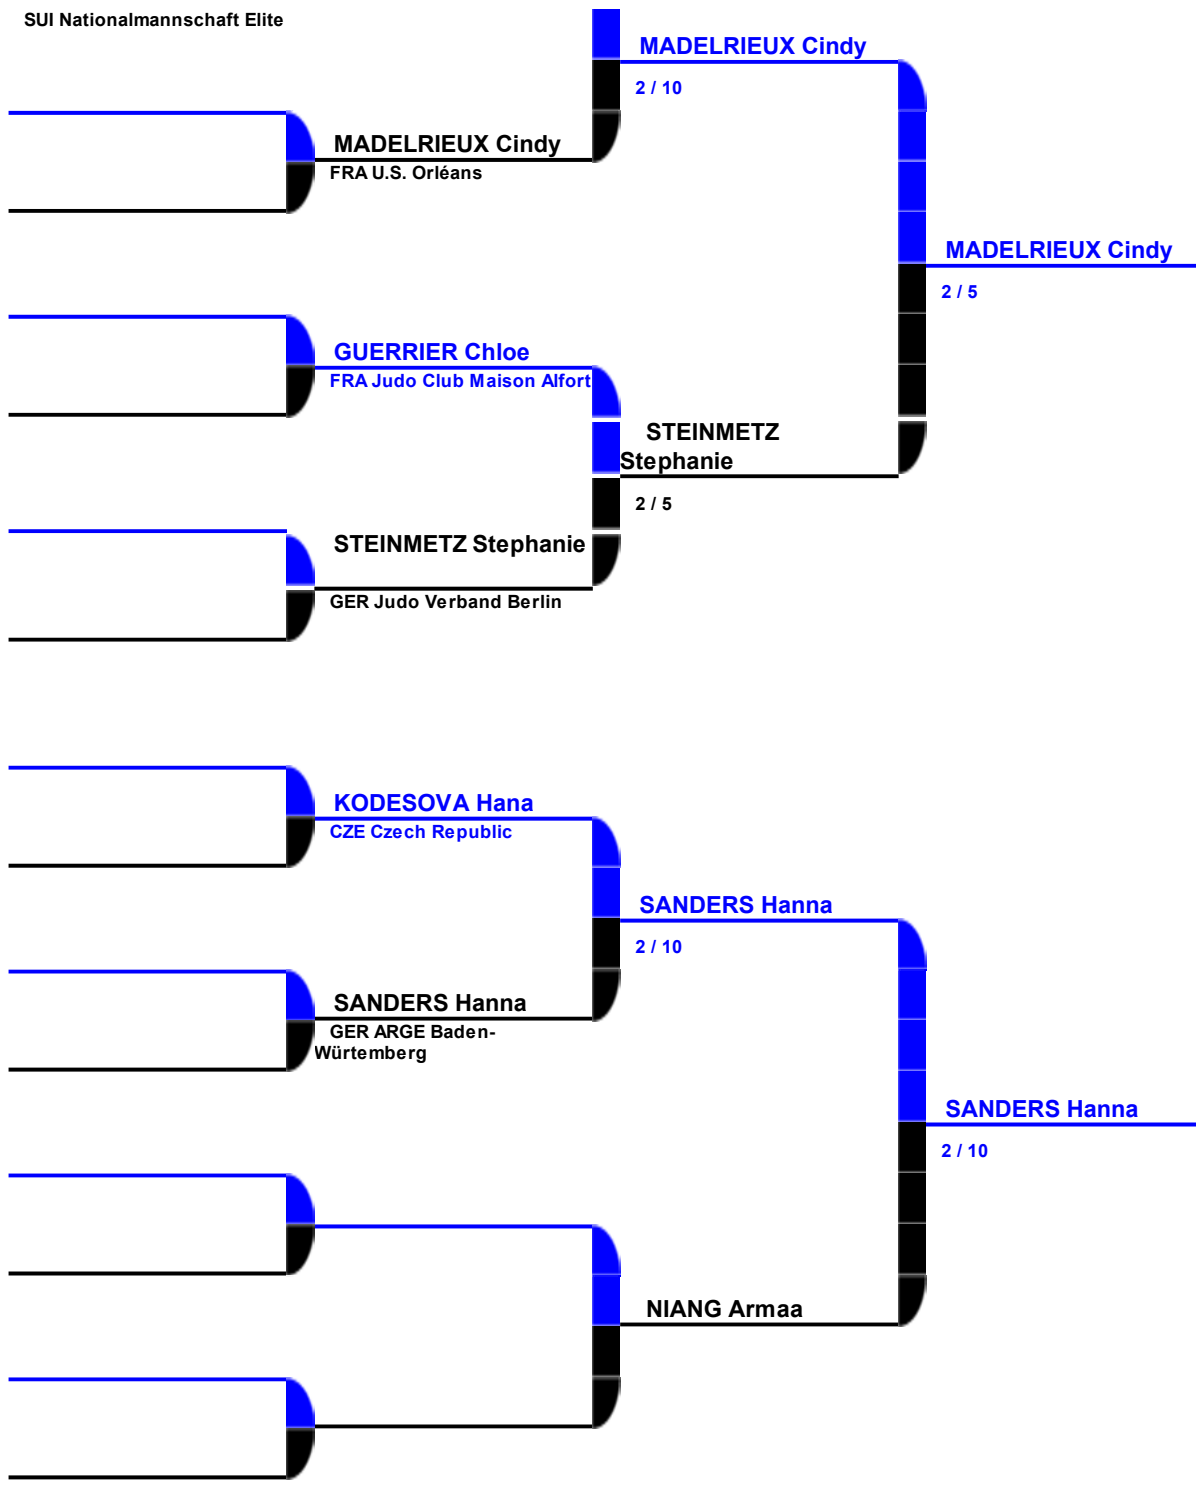 SUI Nationalmannschaft Elite
MADELRIEUX Cindy
2 / 10
MADELRIEUX Cindy
FRA U.S. Orléans
MADELRIEUX Cindy
2 / 5
GUERRIER Chloe
FRA Judo Club Maison Alfort
STEINMETZ
Stephanie
2 / 5
STEINMETZ Stephanie
GER Judo Verband Berlin
KODESOVA Hana
CZE Czech Republic
SANDERS Hanna
2 / 10
SANDERS Hanna
GER ARGE Baden-
Würtemberg
SANDERS Hanna
2 / 10
NIANG Armaa